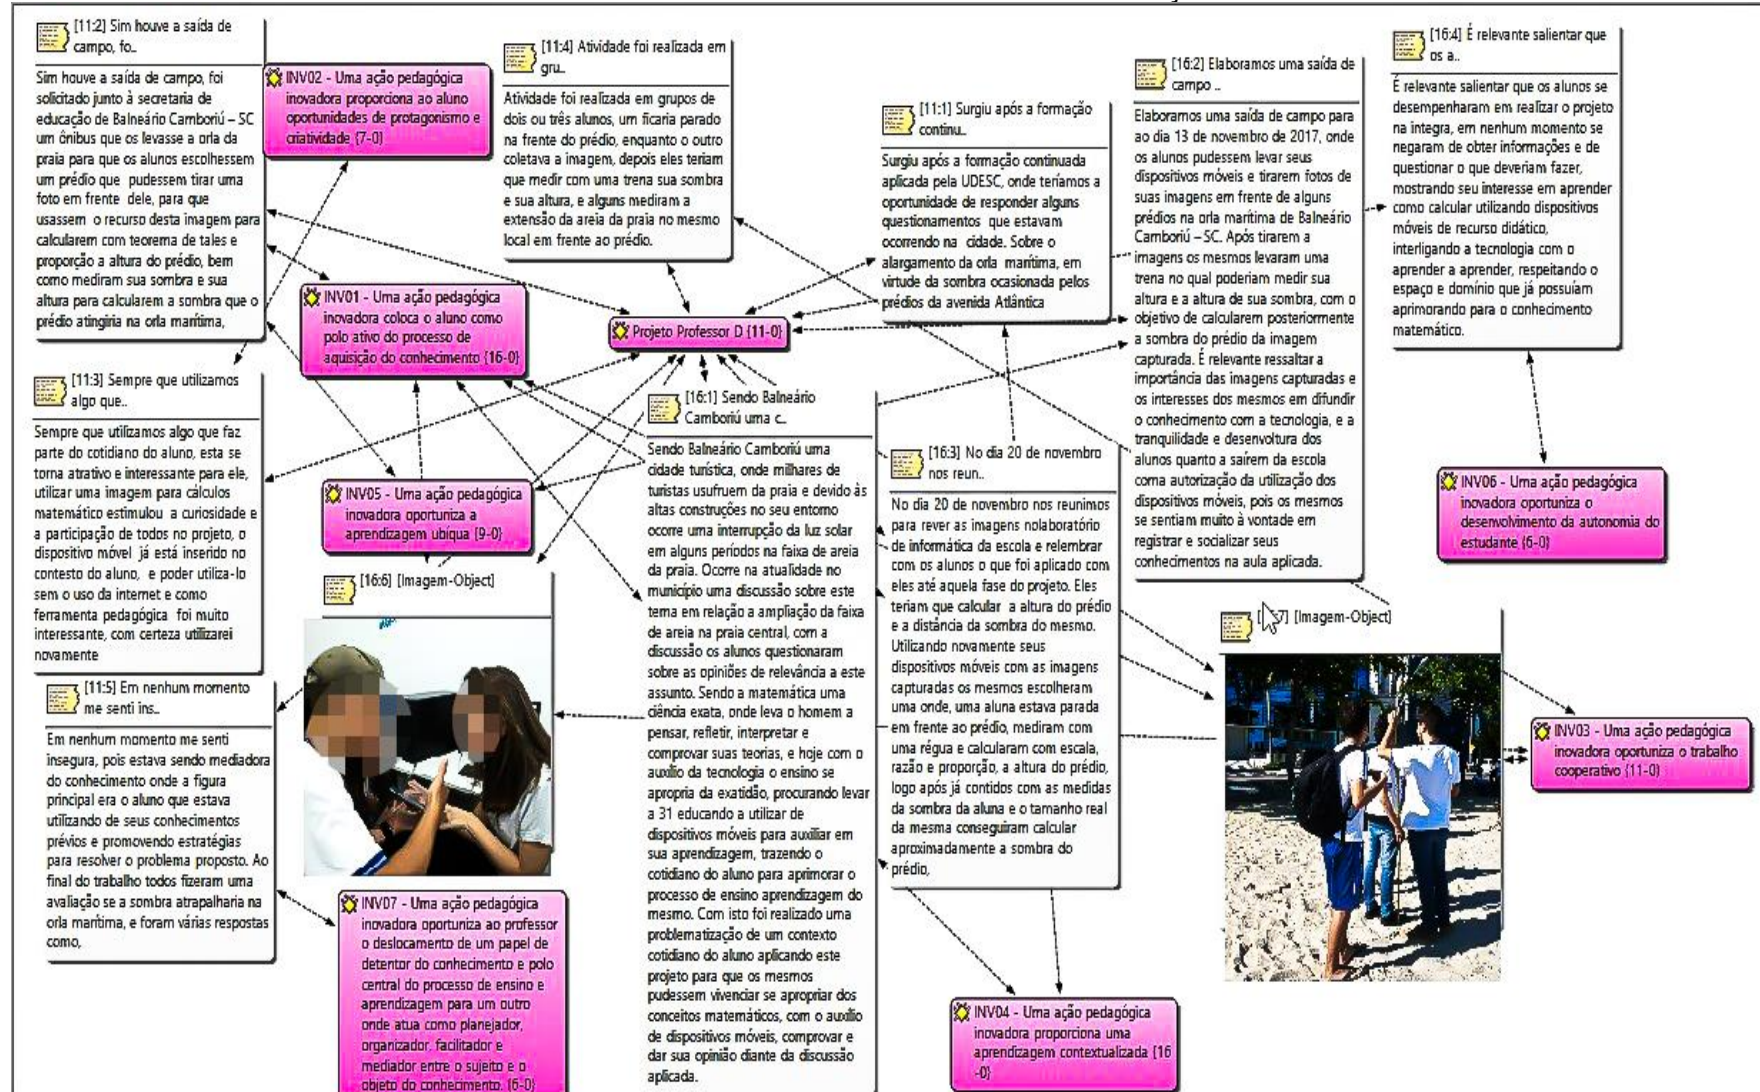 [11:2] Sim houve a saída de
campo, fo..
Sim houve a saída de campo, foi
solicitado junto à secretaria de
educação de Balneário Camboriú – SC
um ônibus que os levasse a orla da
praia para que os alunos escolhessem
um prédio que pudessem tirar uma
foto em frente dele, para que
usassem o recurso desta imagem para
calcularem com teorema de tales e
proporção a altura do prédio, bem
como mediram sua sombra e sua
altura para calcularem a sombra que o
prédio atingiria na orla marítima,
INV02 - Uma ação pedagógica
inovadora proporciona ao aluno
oportunidades de protagonismo e
criatividade {7-0}
[11:4] Atividade foi realizada em
gru..
Atividade foi realizada em grupos de
dois ou três alunos, um ficaria parado
na frente do prédio, enquanto o outro
coletava a imagem, depois eles teriam
que medir com uma trena sua sombra
e sua altura, e alguns mediram a
extensão da areia da praia no mesmo
local em frente ao prédio.
[11:1] Surgiu após a formação
continu..
Surgiu após a formação continuada
aplicada pela UDESC, onde teríamos a
oportunidade de responder alguns
questionamentos que estavam
ocorrendo na cidade. Sobre o
alargamento da orla marítima, em
virtude da sombra ocasionada pelos
prédios da avenida Atlântica
[16:2] Elaboramos uma saída de
campo ..
Elaboramos uma saída de campo para
ao dia 13 de novembro de 2017, onde
os alunos pudessem levar seus
dispositivos móveis e tirarem fotos de
suas imagens em frente de alguns
prédios na orla marítima de Balneário
Camboriú – SC. Após tirarem a
imagens os mesmos levaram uma
trena no qual poderiam medir sua
altura e a altura de sua sombra, com o
objetivo de calcularem posteriormente
a sombra do prédio da imagem
capturada. É relevante ressaltar a
importância das imagens capturadas e
os interesses dos mesmos em difundir
o conhecimento com a tecnologia, e a
tranquilidade e desenvoltura dos
alunos quanto a saírem da escola
coma autorização da utilização dos
dispositivos móveis, pois os mesmos
se sentiam muito à vontade em
registrar e socializar seus
conhecimentos na aula aplicada.
[16:4] É relevante salientar que
os a..
É relevante salientar que os alunos se
desempenharam em realizar o projeto
na integra, em nenhum momento se
negaram de obter informações e de
questionar o que deveriam fazer,
mostrando seu interesse em aprender
como calcular utilizando dispositivos
móveis de recurso didático,
interligando a tecnologia com o
aprender a aprender, respeitando o
espaço e domínio que já possuíam
aprimorando para o conhecimento
matemático.
INV01 - Uma ação pedagógica
inovadora coloca o aluno como
polo ativo do processo de
aquisição do conhecimento {16-0}
Projeto Professor D {11-0}
[11:3] Sempre que utilizamos
algo que..
Sempre que utilizamos algo que faz
parte do cotidiano do aluno, esta se
torna atrativo e interessante para ele,
utilizar uma imagem para cálculos
matemático estimulou a curiosidade e
a participação de todos no projeto, o
dispositivo móvel já está inserido no
contesto do aluno, e poder utiliza-lo
sem o uso da internet e como
ferramenta pedagógica foi muito
interessante, com certeza utilizarei
novamente
INV05 - Uma ação pedagógica
inovadora oportuniza a
aprendizagem ubíqua {9-0}
[16:6] [Imagem-Object]
[16:1] Sendo Balneário
Camboriú uma c..
Sendo Balneário Camboriú uma
cidade turística, onde milhares de
turistas usufruem da praia e devido às
altas construções no seu entorno
ocorre uma interrupção da luz solar
em alguns períodos na faixa de areia
da praia. Ocorre na atualidade no
município uma discussão sobre este
tema em relação a ampliação da faixa
de areia na praia central, com a
discussão os alunos questionaram
sobre as opiniões de relevância a este
assunto. Sendo a matemática uma
ciência exata, onde leva o homem a
pensar, refletir, interpretar e
comprovar suas teorias, e hoje com o
auxílio da tecnologia o ensino se
apropria da exatidão, procurando levar
a 31 educando a utilizar de
dispositivos móveis para auxiliar em
sua aprendizagem, trazendo o
cotidiano do aluno para aprimorar o
processo de ensino aprendizagem do
mesmo. Com isto foi realizado uma
problematização de um contexto
cotidiano do aluno aplicando este
projeto para que os mesmos
pudessem vivenciar se apropriar dos
conceitos matemáticos, com o auxílio
de dispositivos móveis, comprovar e
dar sua opinião diante da discussão
aplicada.
[16:3] No dia 20 de novembro
nos reun..
No dia 20 de novembro nos reunimos
para rever as imagens nolaboratório
de informática da escola e relembrar
com os alunos o que foi aplicado com
eles até aquela fase do projeto. Eles
teriam que calcular a altura do prédio
e a distância da sombra do mesmo.
Utilizando novamente seus
dispositivos móveis com as imagens
capturadas os mesmos escolheram
uma onde, uma aluna estava parada
em frente ao prédio, mediram com
uma régua e calcularam com escala,
razão e proporção, a altura do prédio,
logo após já contidos com as medidas
da sombra da aluna e o tamanho real
da mesma conseguiram calcular
aproximadamente a sombra do
prédio,
INV06 - Uma ação pedagógica
inovadora oportuniza o
desenvolvimento da autonomia do
estudante {6-0}
7] [Imagem-Object]
[11:5] Em nenhum momento
me senti ins..
Em nenhum momento me senti
insegura, pois estava sendo mediadora
do conhecimento onde a figura
principal era o aluno que estava
utilizando de seus conhecimentos
prévios e promovendo estratégias
para resolver o problema proposto. Ao
final do trabalho todos fizeram uma
avaliação se a sombra atrapalharia na
orla marítima, e foram várias respostas
como,
INV03 - Uma ação pedagógica
inovadora oportuniza o trabalho
cooperativo {11-0}
INV07 - Uma ação pedagógica
inovadora oportuniza ao professor
o deslocamento de um papel de
detentor do conhecimento e polo
central do processo de ensino e
aprendizagem para um outro
onde atua como planejador,
organizador, facilitador e
mediador entre o sujeito e o
objeto do conhecimento. {6-0}
INV04 - Uma ação pedagógica
inovadora proporciona uma
aprendizagem contextualizada {16
-0}